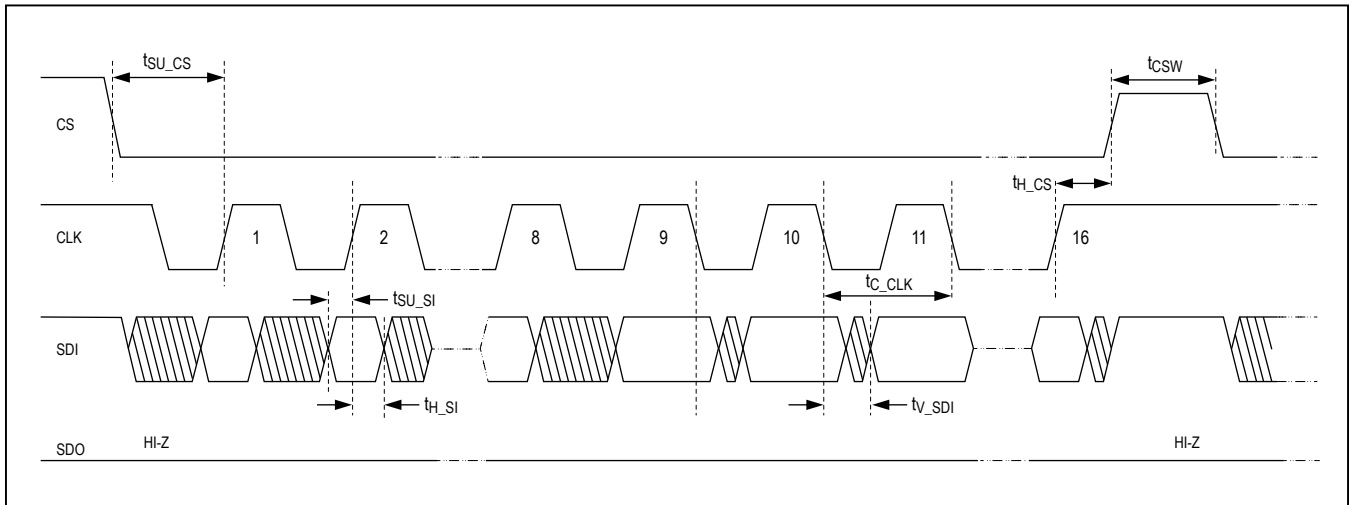 tSU_CS
tCSW
CS
tH_CS
CLK
1
2
8
9
10
11
16
tC_CLK
tSU_SI
SDI
tH_SI
tV_SDI
HI-Z
HI-Z
SDO